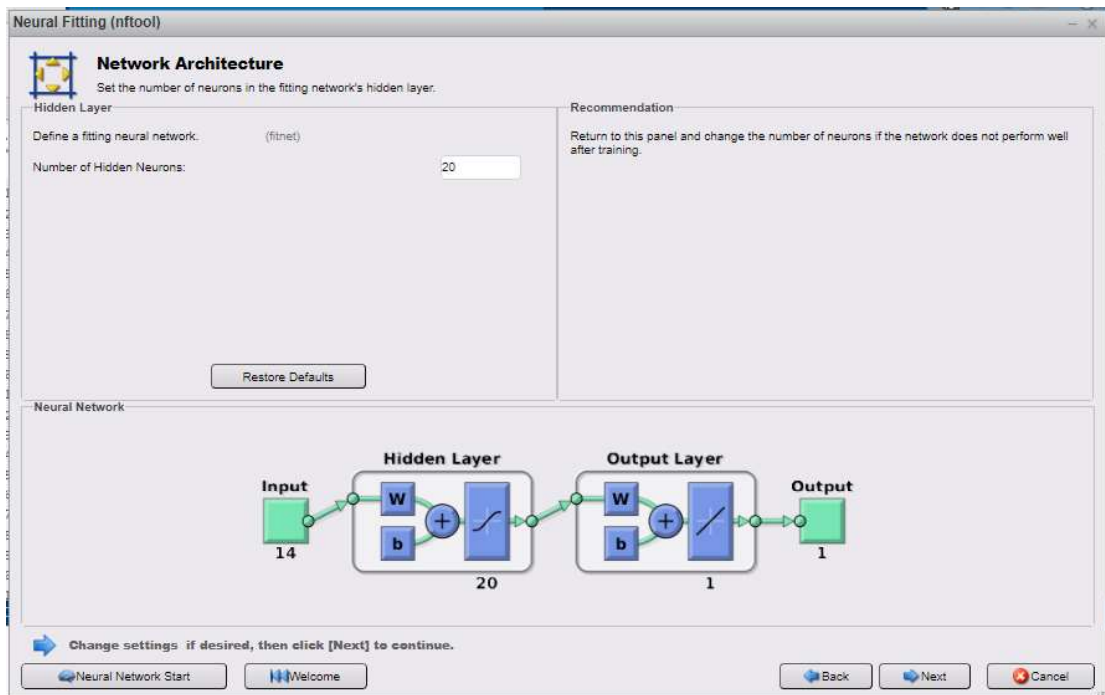 Neural Fitting (nftool)
Network Architecture
Set the number of neurons in the fitting network's hidden layer.
Hidden Layer
Define a fitting neural network. (fitnet)
Number of Hidden Neurons: 20
Restore Defaults
Recommendation
Return to this panel and change the number of neurons if the network does not perform well
after training.
Neural Network
Hidden Layer Output Layer
Input Output
W W
+ +
b b
14 1
20 1
Change settings if desired, then click [Next] to continue.
Neural Network Start Welcome Back Next Cancel